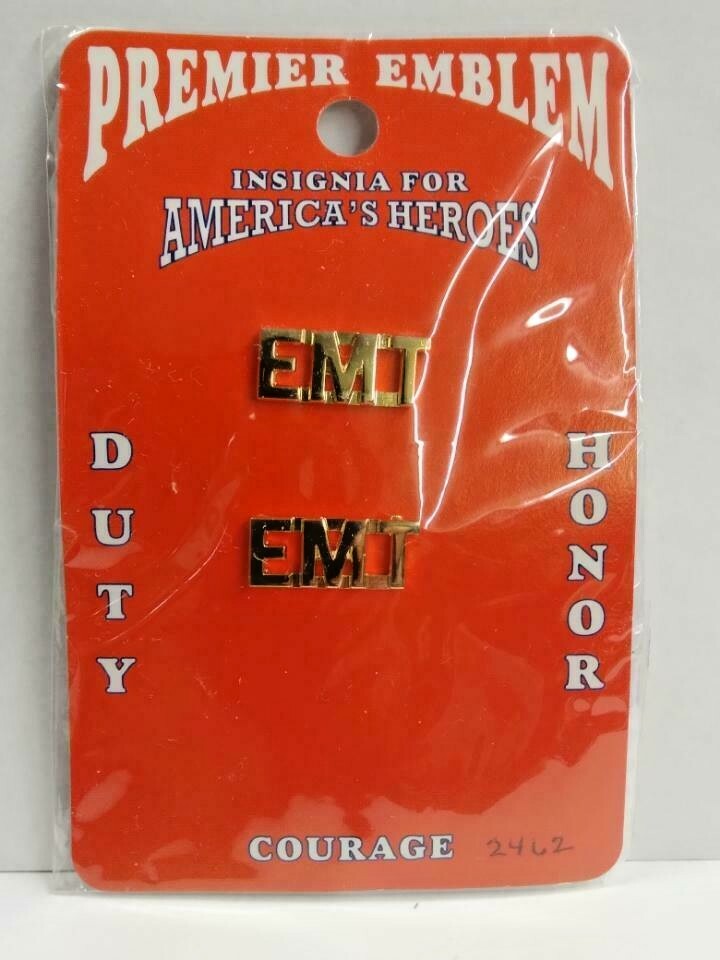 PREMIER EMBLEM
INSIGNIA FOR
AMERICA'S HEROES
EMT
EMT
DUTY
HONOR
COURAGE 2462